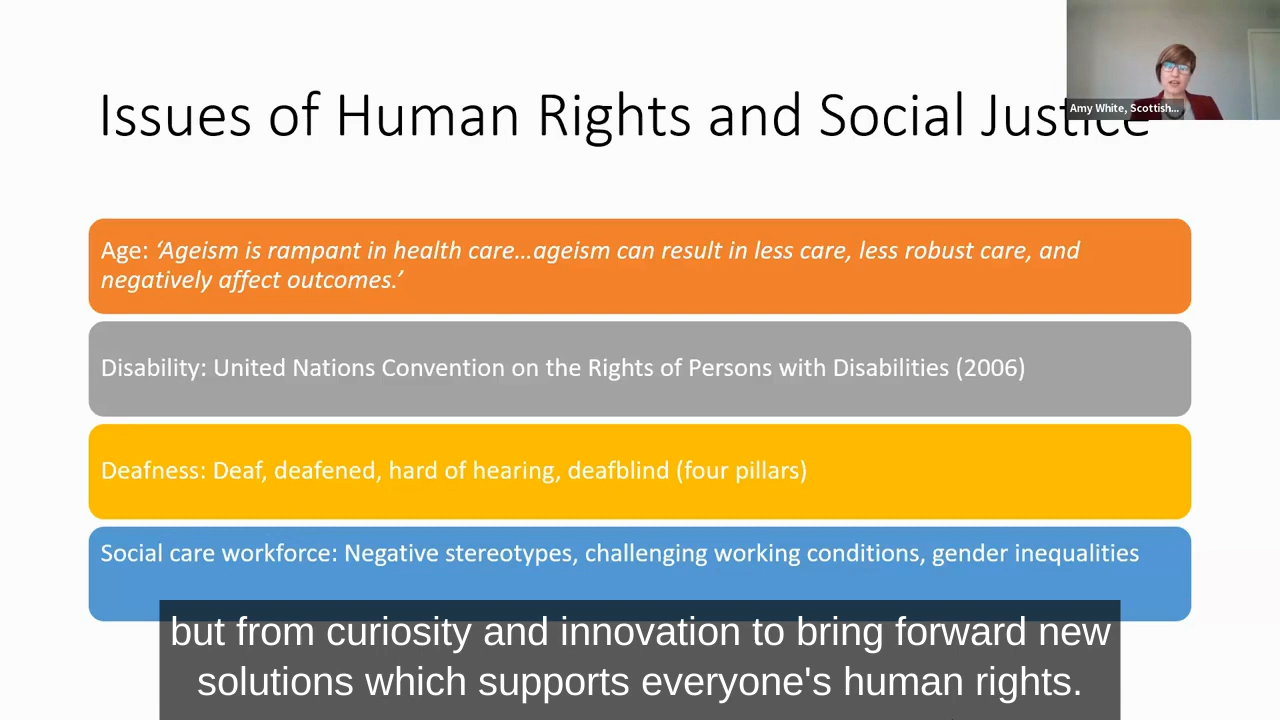 Issues of Human Rights and Social Justice
Amy White, Scottish...
Age: ‘Ageism is rampant in health care...ageism can result in less care, less robust care, and
negatively affect outcomes.’
Disability: United Nations Convention on the Rights of Persons with Disabilities (2006)
Deafness: Deaf, deafened, hard of hearing, deafblind (four pillars)
Social care workforce: Negative stereotypes, challenging working conditions, gender inequalities
but from curiosity and innovation to bring forward new
solutions which supports everyone's human rights.